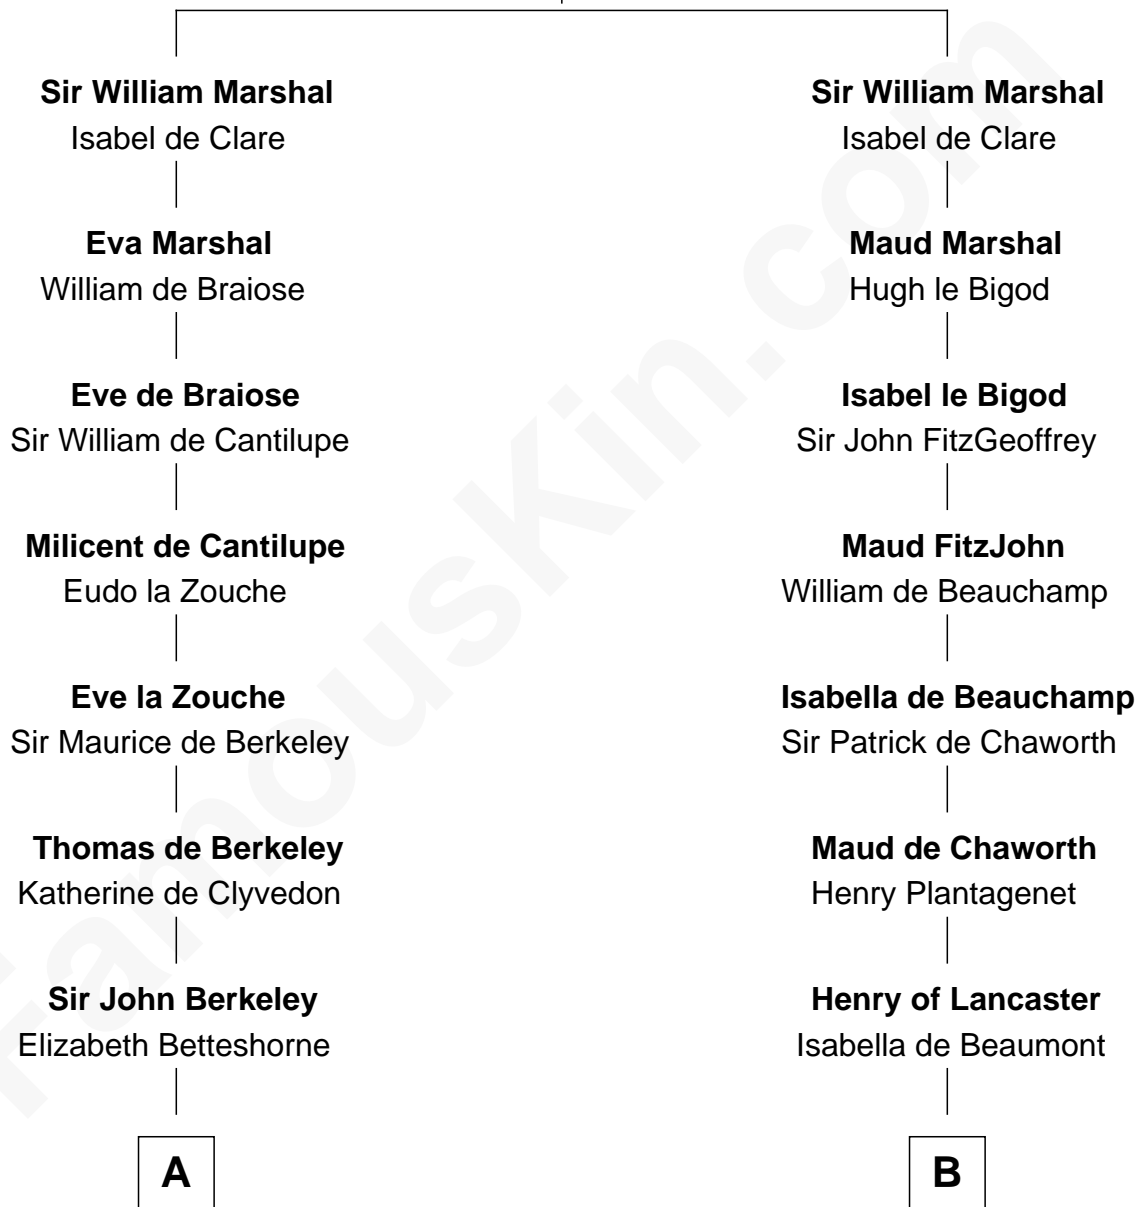 Sir William Marshal
Isabel de Clare
Eva Marshal
William de Braiose
Eve de Braiose
Sir William de Cantilupe
Milicent de Cantilupe
Eudo la Zouche
Eve la Zouche
Sir Maurice de Berkeley
Thomas de Berkeley
Katherine de Clyvedon
Sir John Berkeley
Elizabeth Betteshorne
A
Sir William Marshal
Isabel de Clare
Maud Marshal
Hugh le Bigod
Isabel le Bigod
Sir John FitzGeoffrey
Maud FitzJohn
William de Beauchamp
Isabella de Beauchamp
Sir Patrick de Chaworth
Maud de Chaworth
Henry Plantagenet
Henry of Lancaster
Isabella de Beaumont
B
FamousKin.com